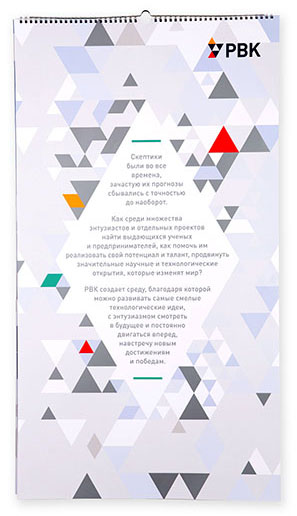 РВК
Скептики
были во все
времена,
зачастую их прогнозы
сбывались с точностью
до наоборот.
Как среди множества
энтузиастов и отдельных проектов
найти выдающихся ученых
и предпринимателей, как помочь им
реализовать свой потенциал и талант, продвинуть
значительные научные и технологические
открытия, которые изменят мир?
РВК создает среду, благодаря которой
можно развивать самые смелые
технологические идеи,
с энтузиазмом смотреть
в будущее и постоянно
двигаться вперед,
навстречу новым
достижениям
и победам.